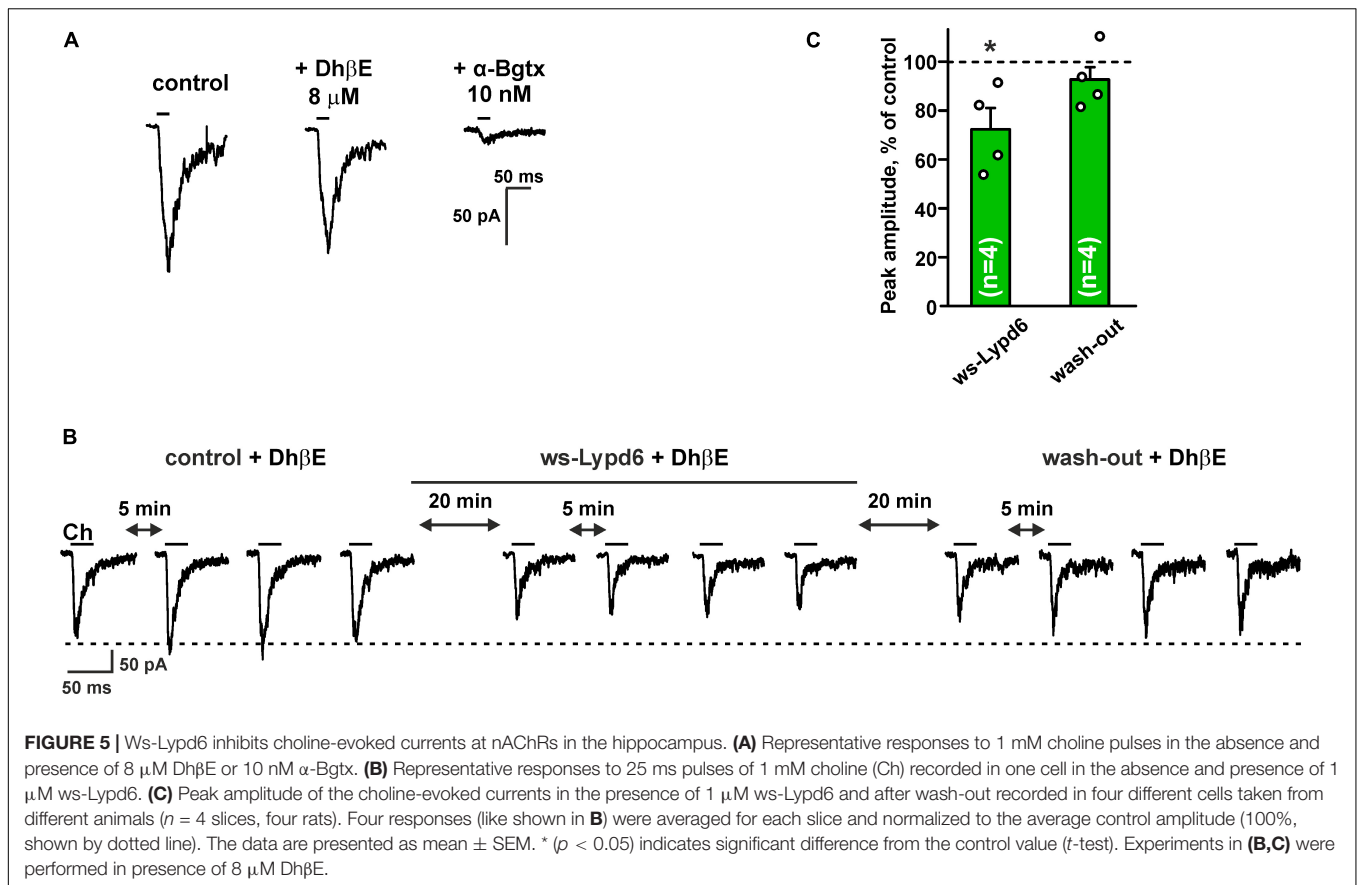 A
control
+ DhβE
8 μM
+ α-Bgtx
10 nM
50 ms
50 pA
C
Peak amplitude, % of control
100
80
60
40
20
0
*
(n=4)
(n=4)
ws-Lypd6
wash-out
B
control + DhβE
ws-Lypd6 + DhβE
wash-out + DhβE
Ch
5 min
20 min
5 min
20 min
5 min
50 pA
50 ms
FIGURE 5 | Ws-Lypd6 inhibits choline-evoked currents at nAChRs in the hippocampus. (A) Representative responses to 1 mM choline pulses in the absence and
presence of 8 μM DhβE or 10 nM α-Bgtx. (B) Representative responses to 25 ms pulses of 1 mM choline (Ch) recorded in one cell in the absence and presence of 1
μM ws-Lypd6. (C) Peak amplitude of the choline-evoked currents in the presence of 1 μM ws-Lypd6 and after wash-out recorded in four different cells taken from
different animals (n = 4 slices, four rats). Four responses (like shown in B) were averaged for each slice and normalized to the average control amplitude (100%,
shown by dotted line). The data are presented as mean ± SEM. * (p < 0.05) indicates significant difference from the control value (t-test). Experiments in (B,C) were
performed in presence of 8 μM DhβE.